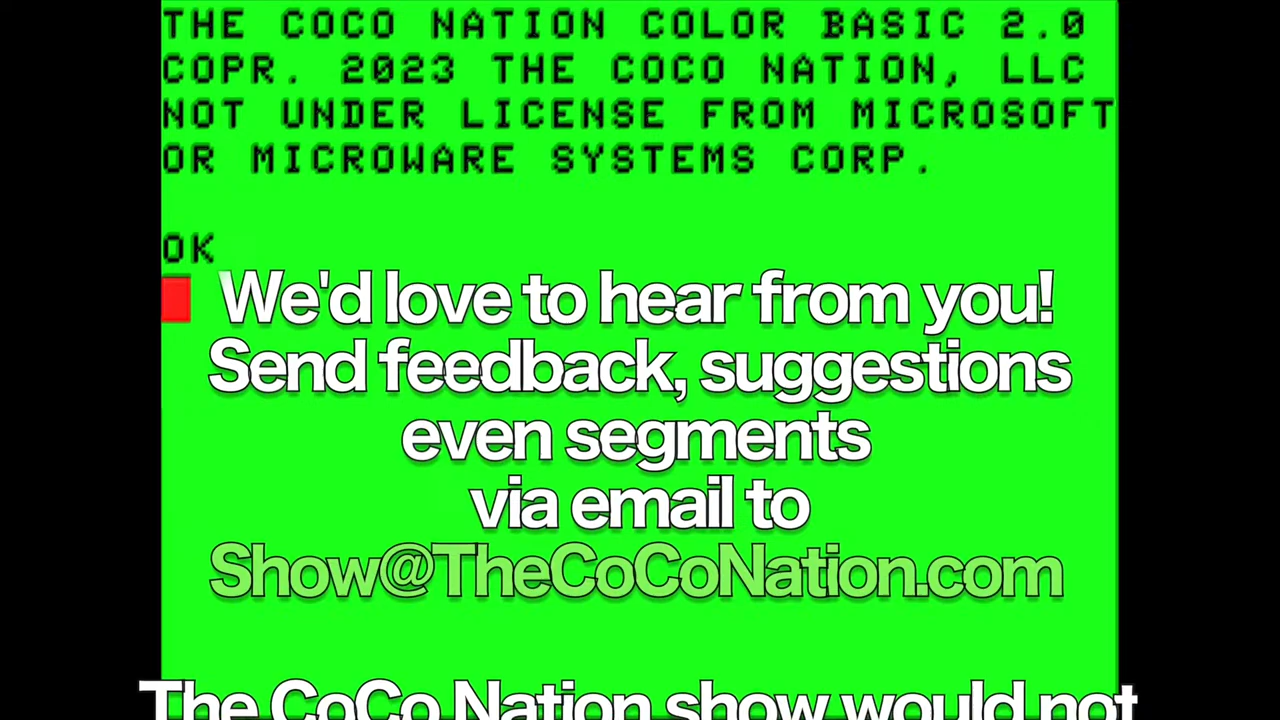 THE COCO NATION COLOR BASIC 2.0
COPR. 2023 THE COCO NATION, LLC
NOT UNDER LICENSE FROM MICROSOFT
OR MICROWARE SYSTEMS CORP.
OK
We'd love to hear from you!
Send feedback, suggestions
even segments
via email to
Show@TheCoCoNation.com
The CoCo Nation show would not